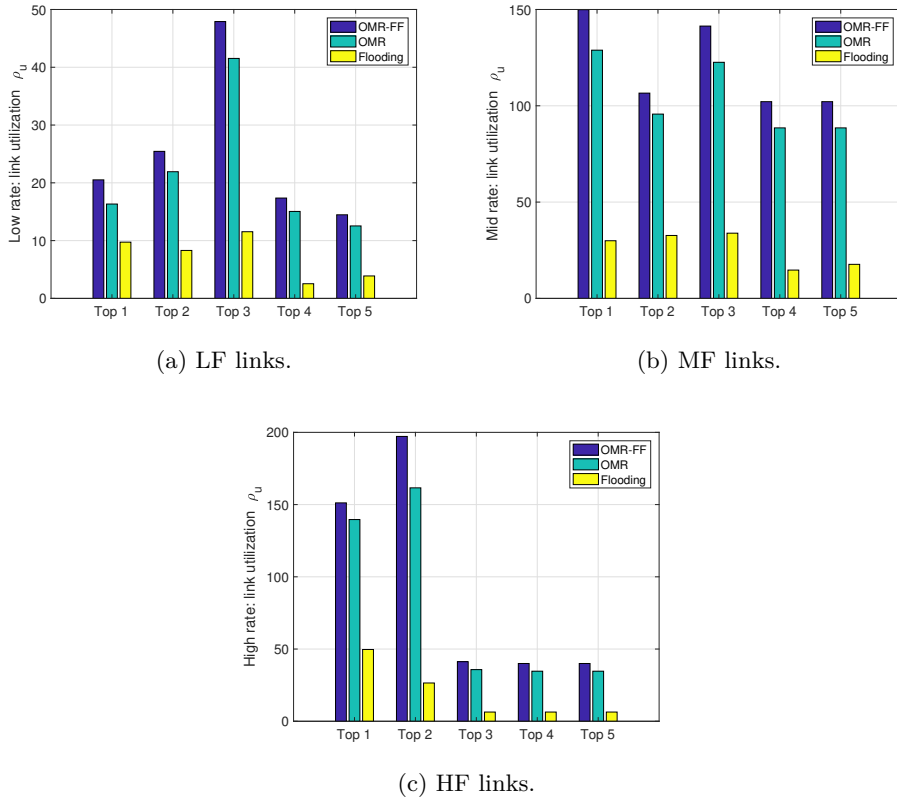 50
40
30
20
10
0
Low rate: link utilization ρu
OMR-FF
OMR
Flooding
Top 1 Top 2 Top 3 Top 4 Top 5
(a) LF links.
150
100
50
0
Mid rate: link utilization ρu
OMR-FF
OMR
Flooding
Top 1 Top 2 Top 3 Top 4 Top 5
(b) MF links.
200
150
100
50
0
High rate: link utilization ρu
OMR-FF
OMR
Flooding
Top 1 Top 2 Top 3 Top 4 Top 5
(c) HF links.